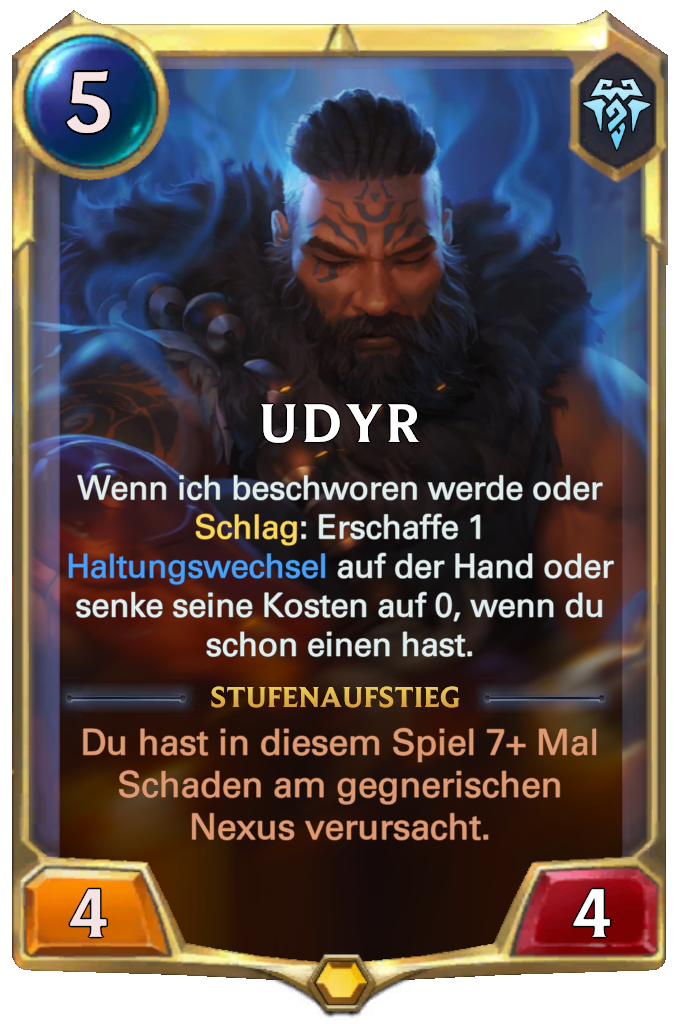 5
UDYR
Wenn ich beschworen werde oder
Schlag: Erschaffe 1
Haltungswechsel auf der Hand oder
senke seine Kosten auf 0, wenn du
schon einen hast.
STUFENAUFSTIEG
Du hast in diesem Spiel 7+ Mal
Schaden am gegnerischen
Nexus verursacht.
4
4